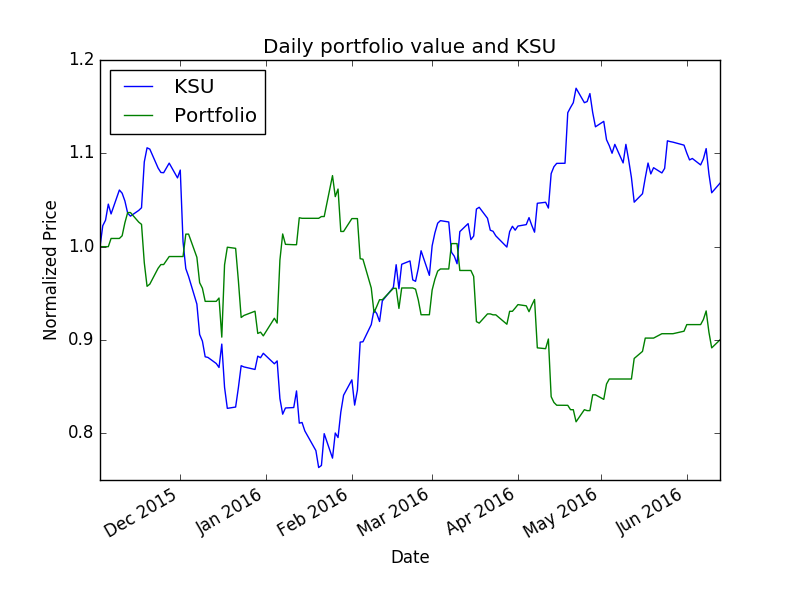 Daily portfolio value and KSU
KSU
Portfolio
1.2
1.1
1.0
0.9
0.8
Normalized Price
Dec 2015
Jan 2016
Feb 2016
Mar 2016
Apr 2016
May 2016
Jun 2016
Date